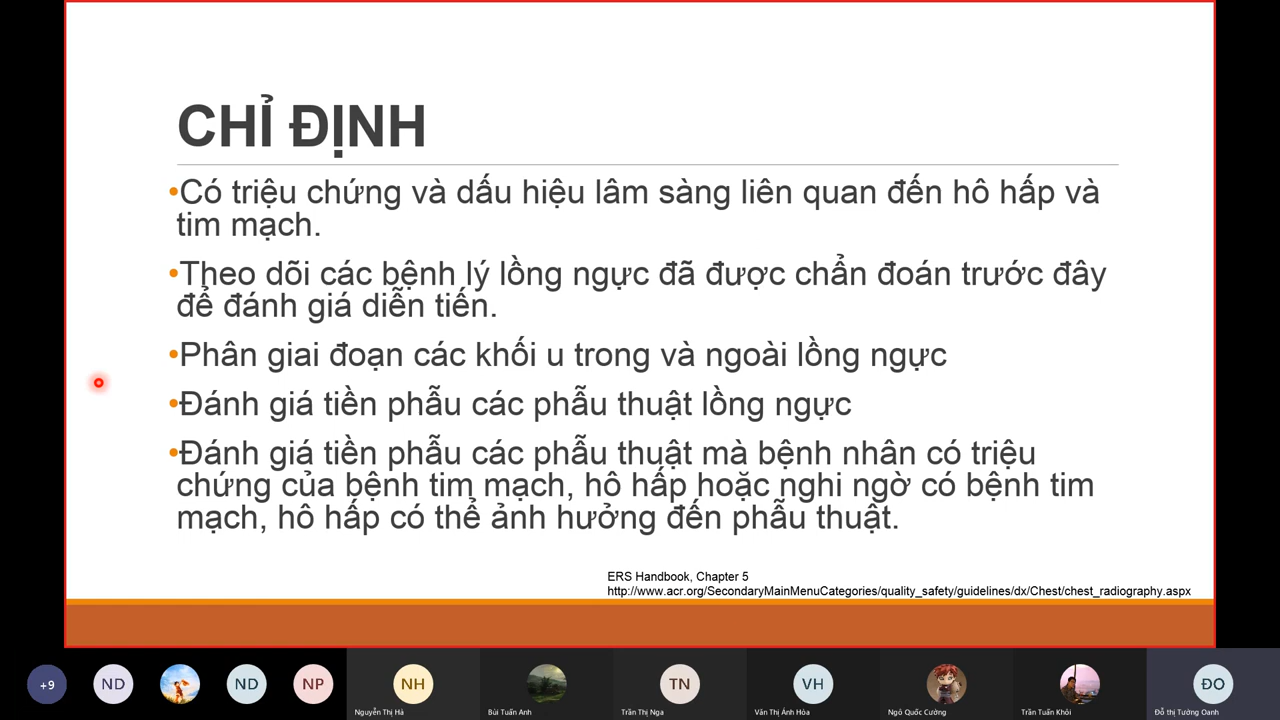 CHỈ ĐỊNH
•Có triệu chứng và dấu hiệu lâm sàng liên quan đến hô hấp và
tim mạch.
•Theo dõi các bệnh lý lồng ngực đã được chẩn đoán trước đây
để đánh giá diễn tiến.
•Phân giai đoạn các khối u trong và ngoài lồng ngực
•Đánh giá tiền phẫu các phẫu thuật lồng ngực
•Đánh giá tiền phẫu các phẫu thuật mà bệnh nhân có triệu
chứng của bệnh tim mạch, hô hấp hoặc nghi ngờ có bệnh tim
mạch, hô hấp có thể ảnh hưởng đến phẫu thuật.
ERS Handbook, Chapter 5
http://www.acr.org/SecondaryMainMenuCategories/quality_safety/guidelines/dx/Chest/chest_radiography.aspx
+9 ND ND NP NH TN VH ĐO
Nguyễn Thị Hà Bùi Tuấn Anh Trần Thị Nga Văn Thị Ánh Hòa Ngô Quốc Cường Trần Tuấn Khôi Đỗ thị Tường Oanh